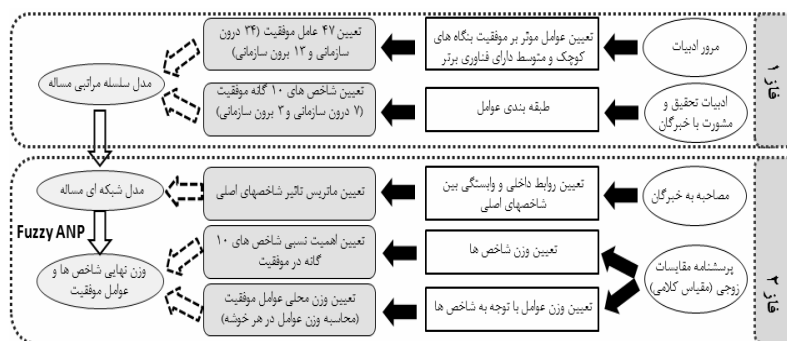 فاز ۱
مرور ادبیات
تعیین عوامل موثر بر موفقیت بنگاه های
کوچک و متوسط دارای فناوری برتر
تعیین ۴۷ عامل موفقیت (۳۴ درون
سازمانی و ۱۳ برون سازمانی)
ادبیات تحقیق و
مشورت با خبرگان
طبقه بندی عوامل
تعیین شاخص های ۱۰ گانه موفقیت
(۷ درون سازمانی و ۳ برون سازمانی)
مدل سلسله مراتبی مساله
فاز ۲
مصاحبه به خبرگان
تعیین روابط داخلی و وابستگی بین
شاخصهای اصلی
تعیین ماتریس تاثیر شاخصهای اصلی
مدل شبکه ای مساله
Fuzzy ANP
پرسشنامه مقایسات
زوجی (مقیاس کلامی)
تعیین وزن شاخص ها
تعیین اهمیت نسبی شاخص های ۱۰
گانه در موفقیت
تعیین وزن عوامل با توجه به شاخص ها
تعیین وزن محلی عوامل موفقیت
(محاسبه وزن عوامل در هر خوشه)
وزن نهایی شاخص ها و
عوامل موفقیت